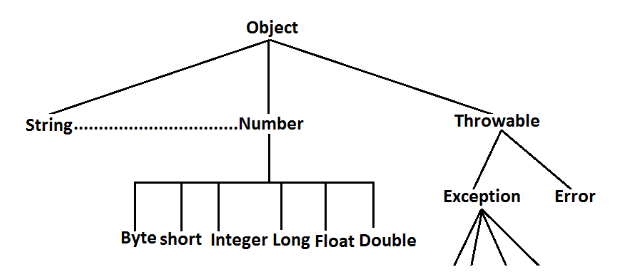 Object
String..................................Number
Throwable
Exception
Error
Byte short Integer Long Float Double